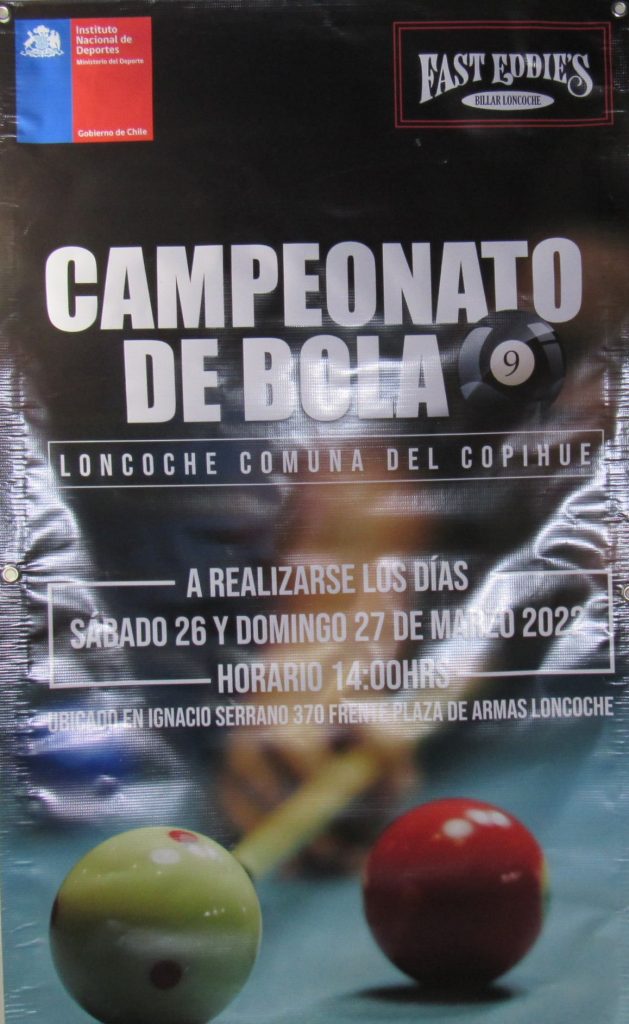 Instituto
Nacional de
Deportes
Ministerio del Deporte
Gobierno de Chile
FAST EDDIE'S
BILLAR LONCOCHE
CAMPEONATO
DE BOLA 9
LONCOCHE COMUNA DEL COPIHUE
A REALIZARSE LOS DÍAS
SÁBADO 26 Y DOMINGO 27 DE MARZO 2022
HORARIO 14:00HRS
UBICADO EN IGNACIO SERRANO 370 FRENTE PLAZA DE ARMAS LONCOCHE